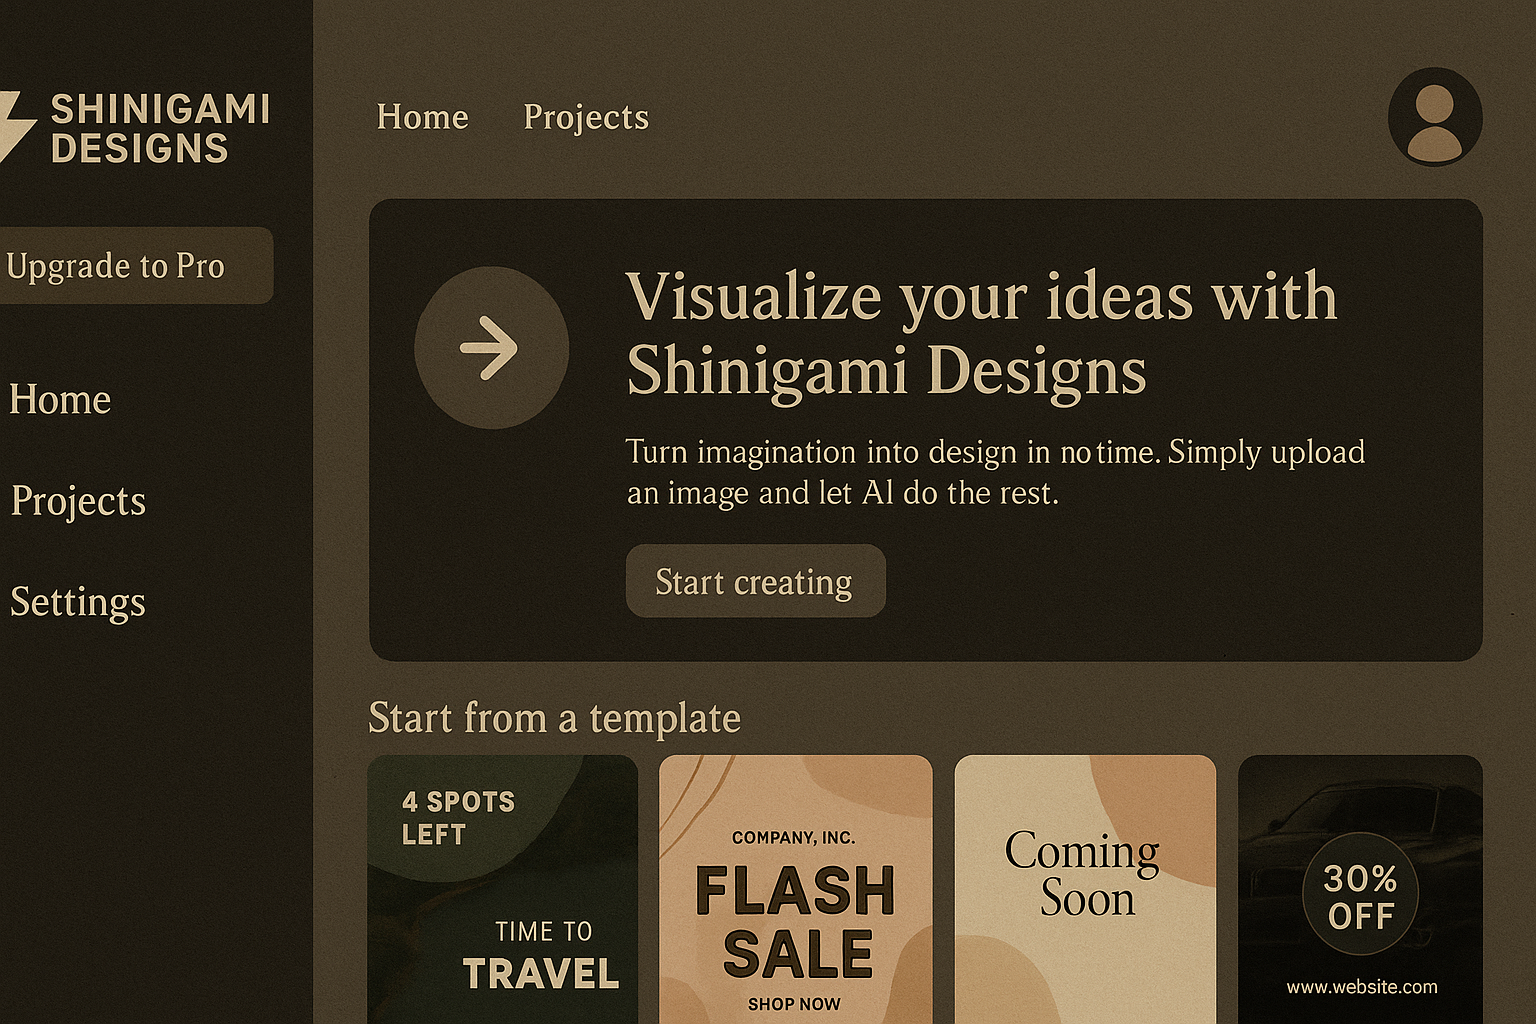 SHINIGAMI
DESIGNS
Upgrade to Pro
Home
Projects
Settings
Home Projects
Visualize your ideas with
Shinigami Designs
Turn imagination into design in no time. Simply upload
an image and let AI do the rest.
Start creating
Start from a template
4 SPOTS
LEFT
TIME TO
TRAVEL
COMPANY, INC.
FLASH
SALE
SHOP NOW
Coming
Soon
30%
OFF
www.website.com